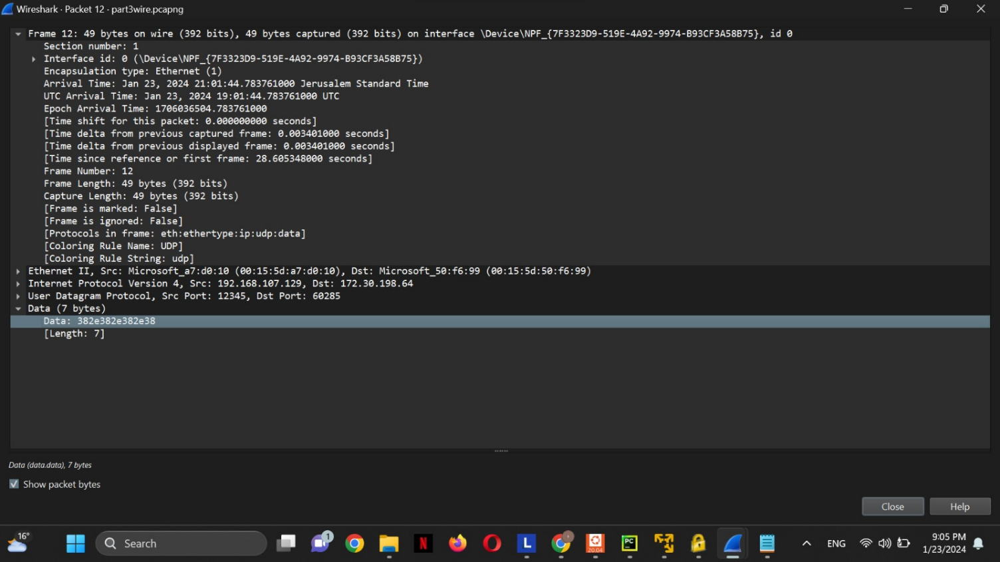 Wireshark · Packet 12 · part3wire.pcapng
Frame 12: 49 bytes on wire (392 bits), 49 bytes captured (392 bits) on interface \Device\NPF_{7F3323D9-519E-4A92-9974-B93CF3A58B75}, id 0
Section number: 1
Interface id: 0 (\Device\NPF_{7F3323D9-519E-4A92-9974-B93CF3A58B75})
Encapsulation type: Ethernet (1)
Arrival Time: Jan 23, 2024 21:01:44.783761000 Jerusalem Standard Time
UTC Arrival Time: Jan 23, 2024 19:01:44.783761000 UTC
Epoch Arrival Time: 1706036504.783761000
[Time shift for this packet: 0.000000000 seconds]
[Time delta from previous captured frame: 0.003401000 seconds]
[Time delta from previous displayed frame: 0.003401000 seconds]
[Time since reference or first frame: 28.605348000 seconds]
Frame Number: 12
Frame Length: 49 bytes (392 bits)
Capture Length: 49 bytes (392 bits)
[Frame is marked: False]
[Frame is ignored: False]
[Protocols in frame: eth:ethertype:ip:udp:data]
[Coloring Rule Name: UDP]
[Coloring Rule String: udp]
Ethernet II, Src: Microsoft_a7:d0:10 (00:15:5d:a7:d0:10), Dst: Microsoft_50:f6:99 (00:15:5d:50:f6:99)
Internet Protocol Version 4, Src: 192.168.107.129, Dst: 172.30.198.64
User Datagram Protocol, Src Port: 12345, Dst Port: 60285
Data (7 bytes)
Data: 382e382e382e38
[Length: 7]
Data (data.data), 7 bytes
Show packet bytes
Close Help
16°
Search
1
N
L
20.04
PC
ENG
9:05 PM
1/23/2024